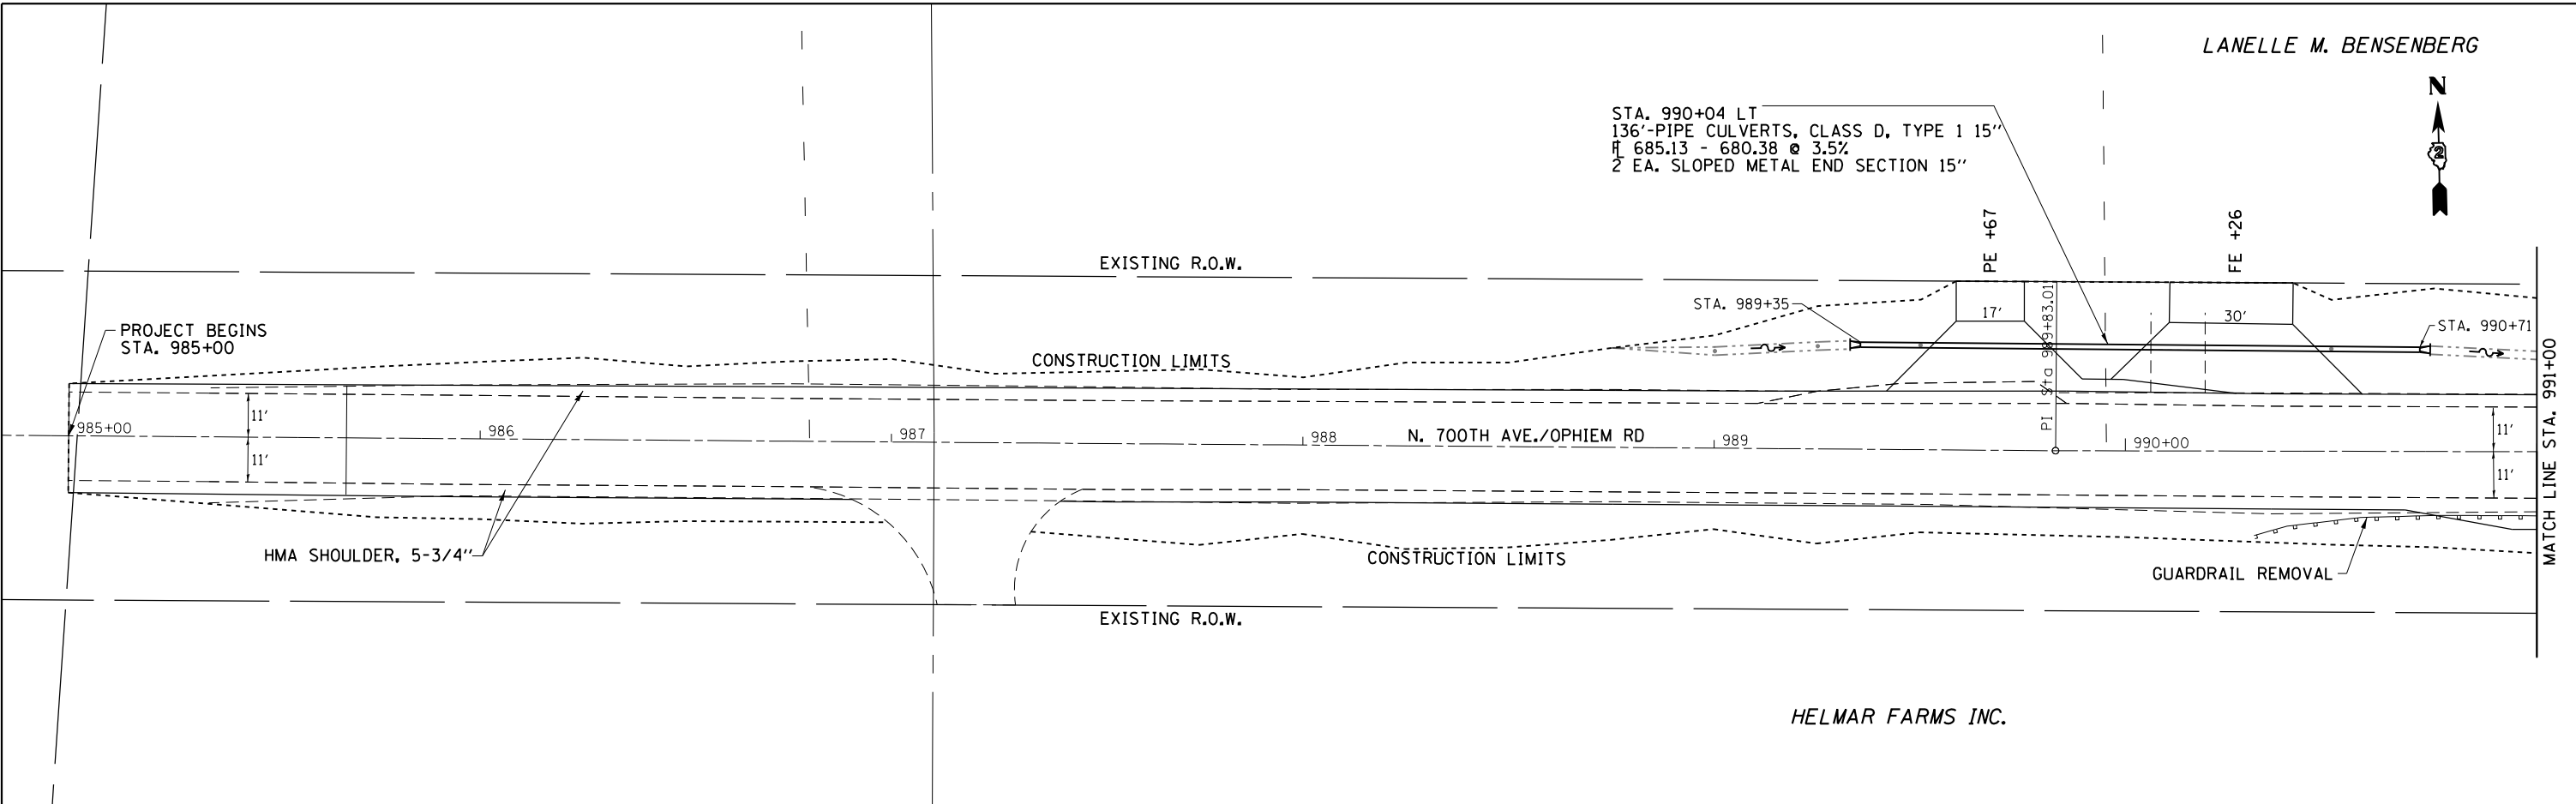 LANELLE M. BENSENBERG
N
2
STA. 990+04 LT
136'-PIPE CULVERTS, CLASS D, TYPE 1 15''
FL 685.13 - 680.38 @ 3.5%
2 EA. SLOPED METAL END SECTION 15''
PE +67
FE +26
EXISTING R.O.W.
STA. 989+35
17'
30'
PI Sta 989+83.01
STA. 990+71
PROJECT BEGINS
STA. 985+00
CONSTRUCTION LIMITS
985+00
986
987
988
N. 700TH AVE./OPHIEM RD
989
990+00
11'
11'
11'
11'
MATCH LINE STA. 991+00
HMA SHOULDER, 5-3/4''
CONSTRUCTION LIMITS
GUARDRAIL REMOVAL
EXISTING R.O.W.
HELMAR FARMS INC.